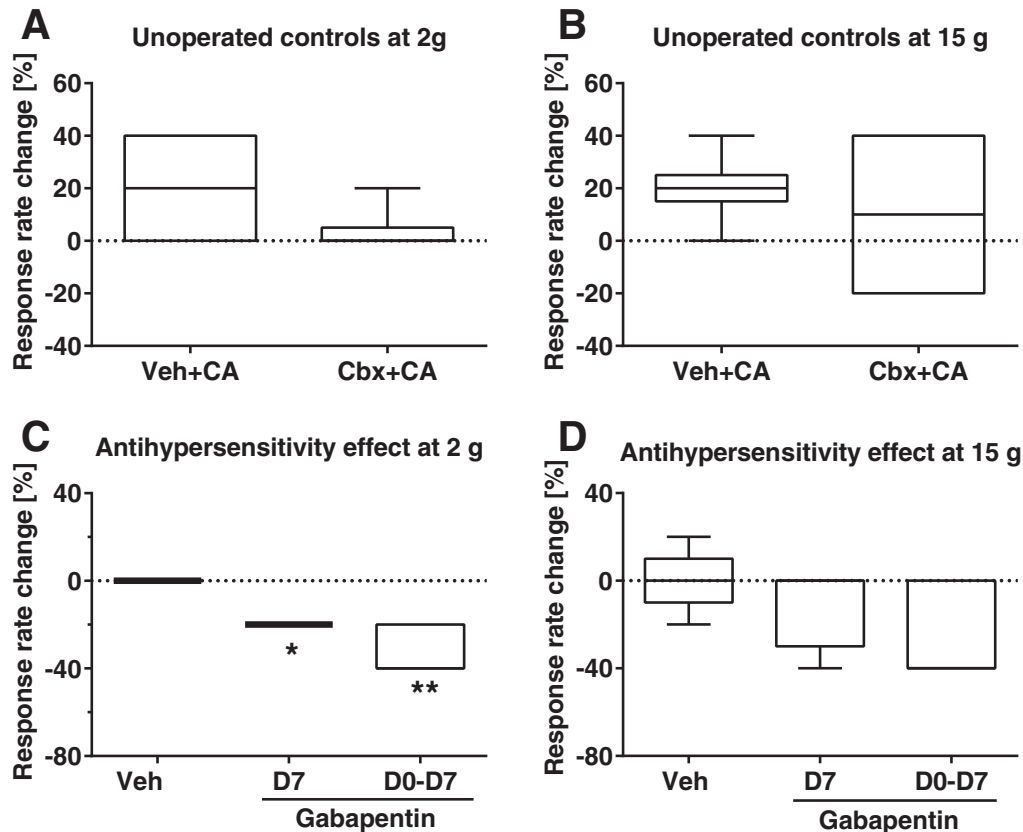 A
Unoperated controls at 2g
Response rate change [%]
60
40
20
0
-20
-40
Veh+CA
Cbx+CA
B
Unoperated controls at 15 g
Response rate change [%]
60
40
20
0
-20
-40
Veh+CA
Cbx+CA
C
Antihypersensitivity effect at 2 g
Response rate change [%]
40
0
-40
-80
*
**
Veh
D7
D0-D7
Gabapentin
D
Antihypersensitivity effect at 15 g
Response rate change [%]
40
0
-40
-80
Veh
D7
D0-D7
Gabapentin